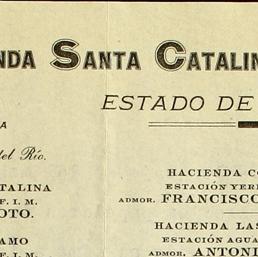 NDA SANTA CATALIN
ESTADO DE
A
del Río.
HACIENDA CO
ATALINA
ESTACIÓN YER
F. I. M.
ADMOR. FRANCISCO
OTO.
HACIENDA LAS
AMO
ESTACIÓN AGUA
F. I. M.
ADMOR. ANTONI